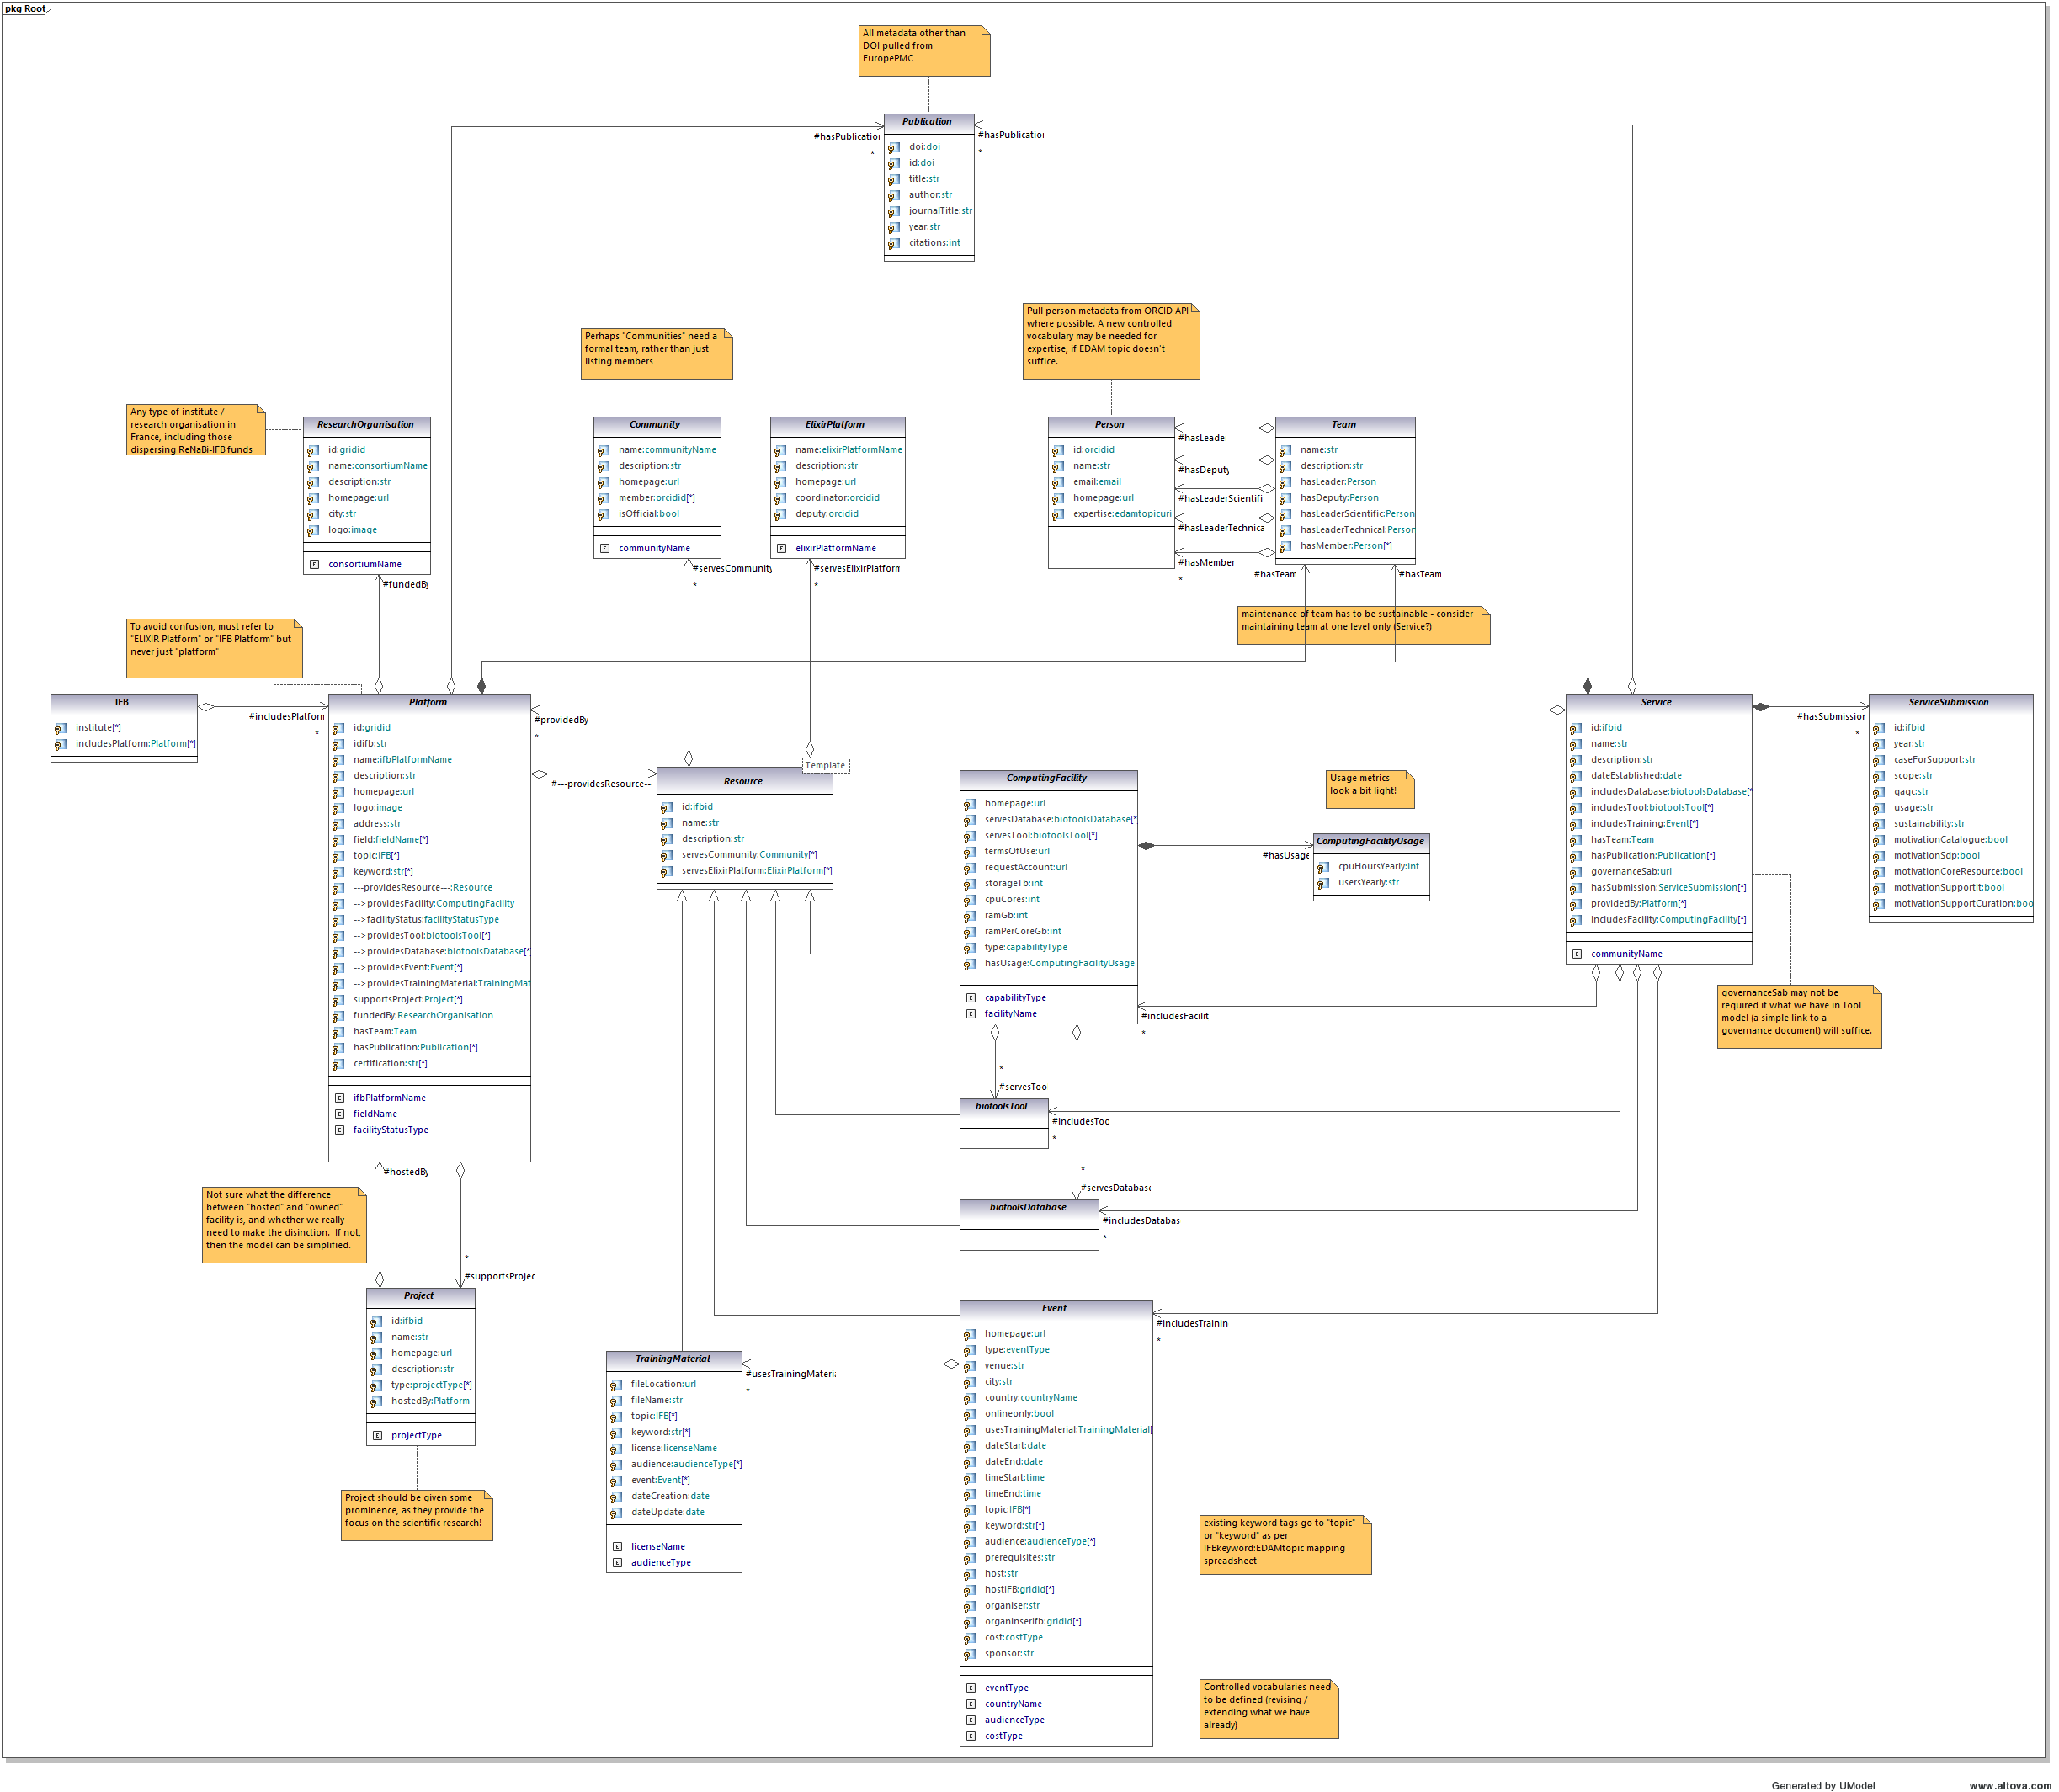 pkg Root
All metadata other than
DOI pulled from
EuropePMC
Publication
doi:doi
id:doi
title:str
author:str
journalTitle:str
year:str
citations:int
#hasPublication
*
#hasPublication
*
Pull person metadata from ORCID API
where possible. A new controlled
vocabulary may be needed for
expertise, if EDAM topic doesn't
suffice.
Perhaps "Communities" need a
formal team, rather than just
listing members
Any type of institute /
research organisation in
France, including those
dispersing ReNaBi-IFB funds
ResearchOrganisation
id:gridid
name:consortiumName
description:str
homepage:url
city:str
logo:image
consortiumName
#fundedBy
Community
name:communityName
description:str
homepage:url
member:orcidid[*]
isOfficial:bool
communityName
#servesCommunity
*
ElixirPlatform
name:elixirPlatformName
description:str
homepage:url
coordinator:orcidid
deputy:orcidid
elixirPlatformName
#servesElixirPlatform
*
Person
id:orcidid
name:str
email:email
homepage:url
expertise:edamtopicuri
#hasLeader
#hasDeputy
#hasLeaderScientifi
#hasLeaderTechnica
#hasMember
*
Team
name:str
description:str
hasLeader:Person
hasDeputy:Person
hasLeaderScientific:Person
hasLeaderTechnical:Person
hasMember:Person[*]
#hasTeam
#hasTeam
maintenance of team has to be sustainable - consider
maintaining team at one level only (Service?)
To avoid confusion, must refer to
"ELIXIR Platform" or "IFB Platform" but
never just "platform"
IFB
institute[*]
includesPlatform:Platform[*]
#includesPlatform
*
Platform
id:gridid
idifb:str
name:ifbPlatformName
description:str
homepage:url
logo:image
address:str
field:fieldName[*]
topic:IFB[*]
keyword:str[*]
---providesResource---:Resource
-->providesFacility:ComputingFacility
-->facilityStatus:facilityStatusType
-->providesTool:biotoolsTool[*]
-->providesDatabase:biotoolsDatabase[*
-->providesEvent:Event[*]
-->providesTrainingMaterial:TrainingMat
supportsProject:Project[*]
fundedBy:ResearchOrganisation
hasTeam:Team
hasPublication:Publication[*]
certification:str[*]
ifbPlatformName
fieldName
facilityStatusType
#providedBy
*
#---providesResource---
Template
Resource
id:ifbid
name:str
description:str
servesCommunity:Community[*]
servesElixirPlatform:ElixirPlatform[*]
ComputingFacility
homepage:url
servesDatabase:biotoolsDatabase[*
servesTool:biotoolsTool[*]
termsOfUse:url
requestAccount:url
storageTb:int
cpuCores:int
ramGb:int
ramPerCoreGb:int
type:capabilityType
hasUsage:ComputingFacilityUsage
capabilityType
facilityName
Usage metrics
look a bit light!
#hasUsage
ComputingFacilityUsage
cpuHoursYearly:int
usersYearly:str
Service
id:ifbid
name:str
description:str
dateEstablished:date
includesDatabase:biotoolsDatabase[*
includesTool:biotoolsTool[*]
includesTraining:Event[*]
hasTeam:Team
hasPublication:Publication[*]
governanceSab:url
hasSubmission:ServiceSubmission[*]
providedBy:Platform[*]
includesFacility:ComputingFacility[*]
communityName
#hasSubmission
*
ServiceSubmission
id:ifbid
year:str
caseForSupport:str
scope:str
qaqc:str
usage:str
sustainability:str
motivationCatalogue:bool
motivationSdp:bool
motivationCoreResource:bool
motivationSupportIt:bool
motivationSupportCuration:boo
governanceSab may not be
required if what we have in Tool
model (a simple link to a
governance document) will suffice.
#includesFacilit
*
*
#servesToo
biotoolsTool
#includesToo
*
*
#servesDatabase
biotoolsDatabase
#includesDatabas
*
#hostedBy
Not sure what the difference
between "hosted" and "owned"
facility is, and whether we really
need to make the disinction.  If not,
then the model can be simplified.
*
#supportsProjec
Project
id:ifbid
name:str
homepage:url
description:str
type:projectType[*]
hostedBy:Platform
projectType
Project should be given some
prominence, as they provide the
focus on the scientific research!
TrainingMaterial
fileLocation:url
fileName:str
topic:IFB[*]
keyword:str[*]
license:licenseName
audience:audienceType[*]
event:Event[*]
dateCreation:date
dateUpdate:date
licenseName
audienceType
#usesTrainingMateria
*
Event
homepage:url
type:eventType
venue:str
city:str
country:countryName
onlineonly:bool
usesTrainingMaterial:TrainingMaterial[
dateStart:date
dateEnd:date
timeStart:time
timeEnd:time
topic:IFB[*]
keyword:str[*]
audience:audienceType[*]
prerequisites:str
host:str
hostIFB:gridid[*]
organiser:str
organinserIfb:gridid[*]
cost:costType
sponsor:str
eventType
countryName
audienceType
costType
#includesTrainin
*
existing keyword tags go to "topic"
or "keyword" as per
IFBkeyword:EDAMtopic mapping
spreadsheet
Controlled vocabularies need
to be defined (revising /
extending what we have
already)
Generated by UModel
www.altova.com